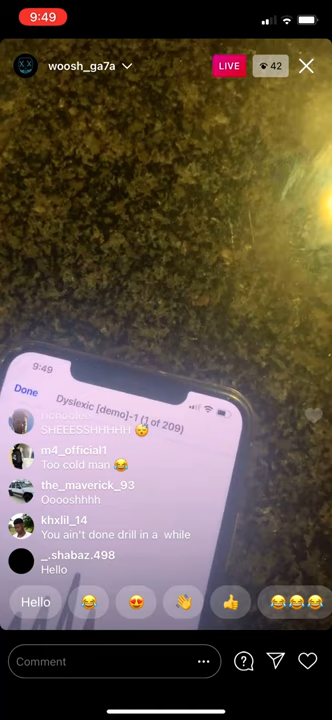 9:49
woosh_ga7a
LIVE
42
9:49
Done
Dyslexic [demo]-1 (1 of 209)
SHEEESSHHHH1 😴
m4_official1
Too cold man 😂
the_maverick_93
Ooooshhhh
khxlil_14
You ain't done drill in a while
_.shabaz.498
Hello
Hello
Comment